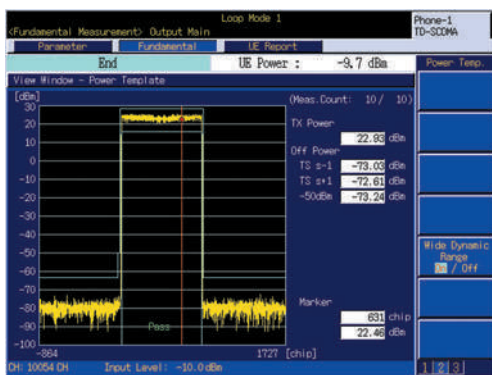 Loop Mode 1
<Fundamental Measurement> Output Main
Phone-1
TD-SCDMA
Parameter Fundamental UE Report
End UE Power : -9.7 dBm Power Temp.
View Window - Power Template
[dBm]
(Meas.Count: 10/ 10)
30
20
10
0
-10
-20
-30
-40
-50
-60
-70
-80
-90
-100
TX Power
22.93 dBm
Off Power
TS s-1 -73.03 dBm
TS s+1 -72.61 dBm
-50dBm -73.24 dBm
Wide Dynamic
Range
On / Off
Marker
631 chip
22.46 dBm
Pass
-864 1727 [chip]
CH: 10054 CH Input Level: -10.0 dBm
1 2 3